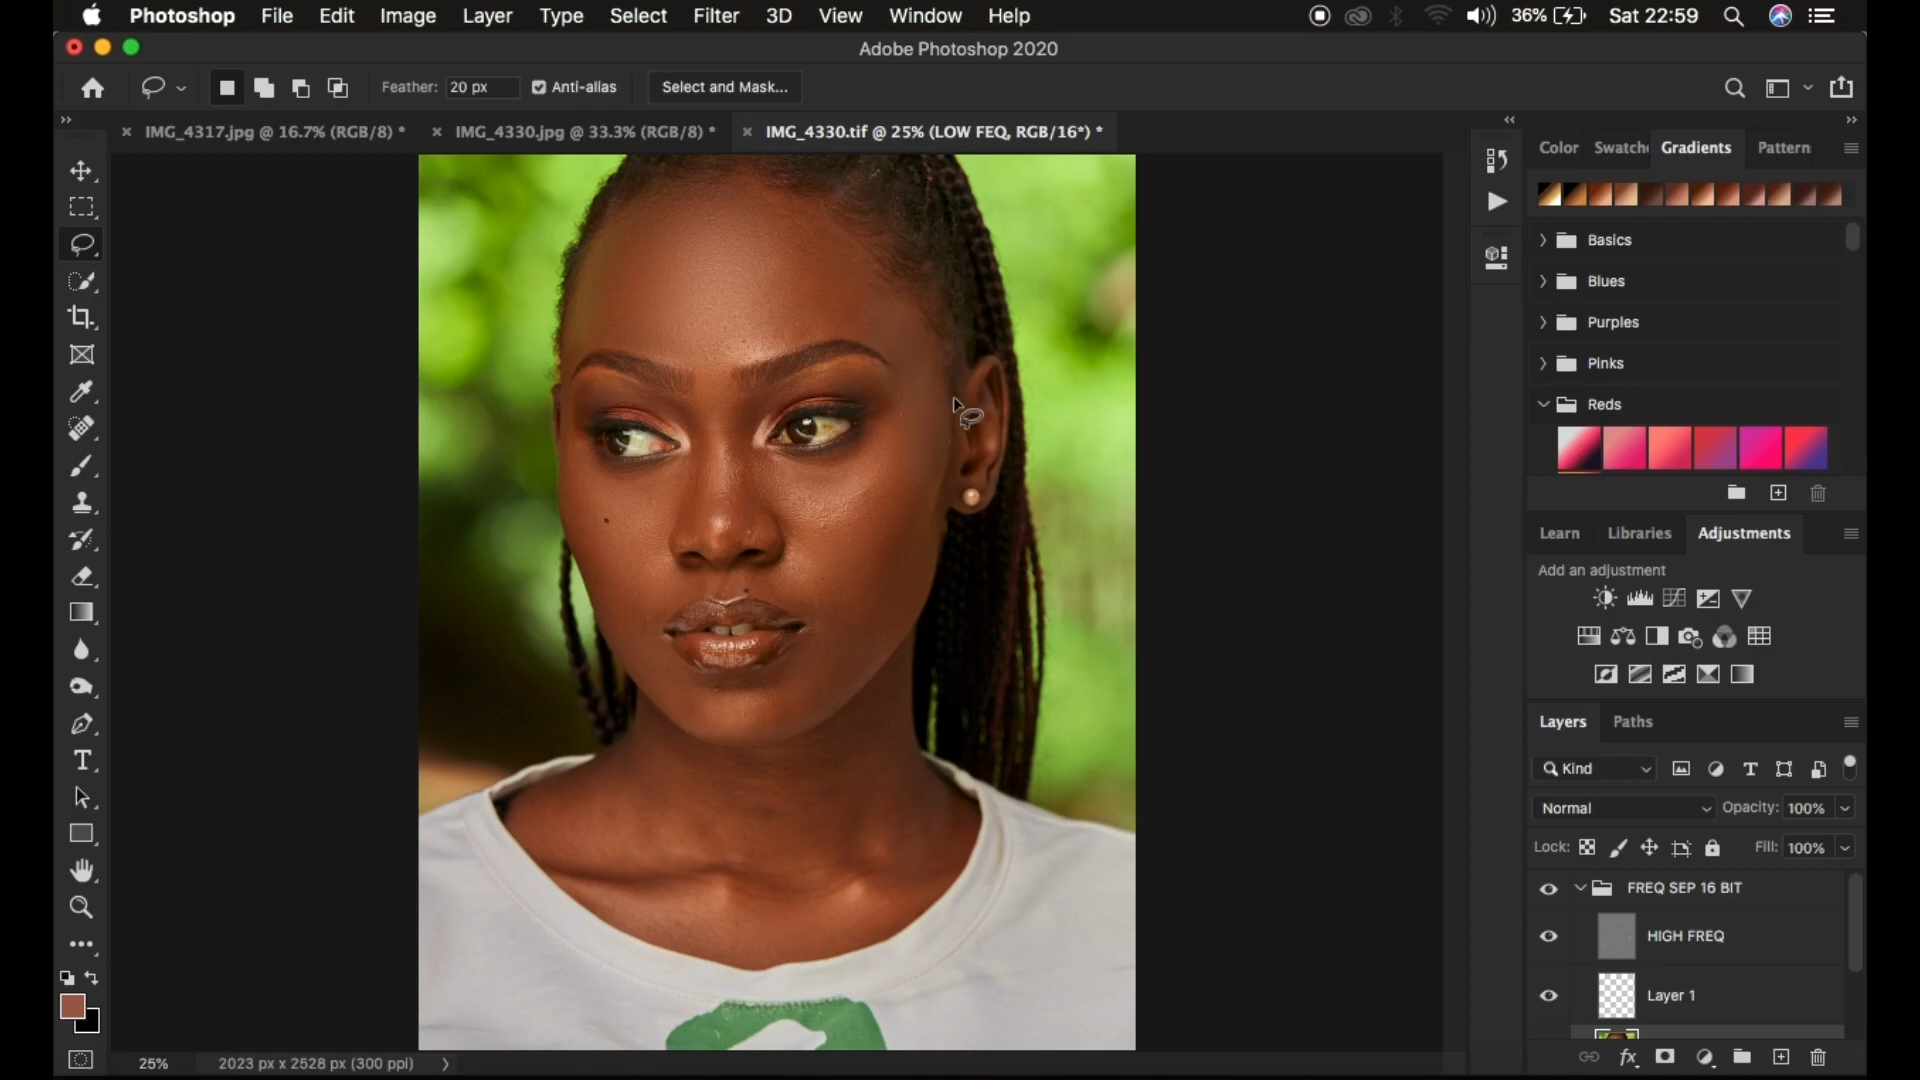 Photoshop File Edit Image Layer Type Select Filter 3D View Window Help 36% Sat 22:59
Adobe Photoshop 2020
Feather: 20 px Anti-alias Select and Mask...
IMG_4317.jpg @ 16.7% (RGB/8) * IMG_4330.jpg @ 33.3% (RGB/8) * IMG_4330.tif @ 25% (LOW FEQ, RGB/16*) *
Color Swatche Gradients Pattern
Basics
Blues
Purples
Pinks
Reds
Learn Libraries Adjustments
Add an adjustment
Layers Paths
Kind
Normal Opacity: 100%
Lock: Fill: 100%
FREQ SEP 16 BIT
HIGH FREQ
Layer 1
25% 2023 px x 2528 px (300 ppi)